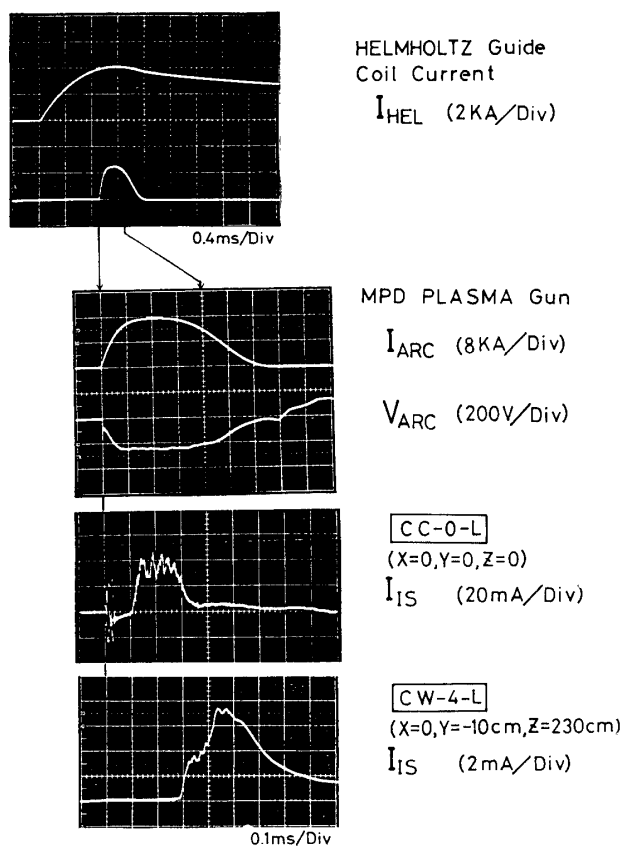 HELMHOLTZ Guide
Coil Current
I_HEL (2KA/Div)
0.4ms/Div
MPD PLASMA Gun
I_ARC (8KA/Div)
V_ARC (200V/Div)
CC-0-L
(X=0,Y=0,Z=0)
I_IS (20mA/Div)
CW-4-L
(X=0,Y=-10cm,Z=230cm)
I_IS (2mA/Div)
0.1ms/Div